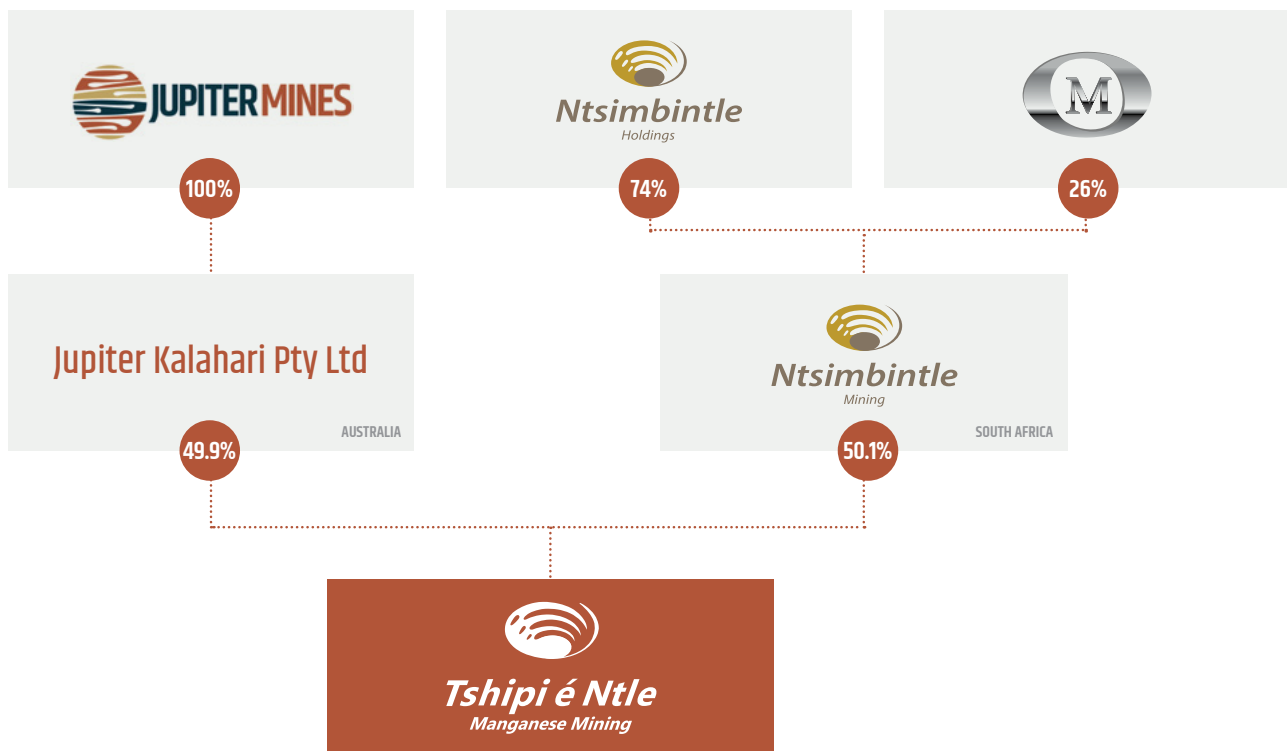 JUPITER MINES
Ntsimbintle
Holdings
M
100%
74%
26%
Jupiter Kalahari Pty Ltd
AUSTRALIA
Ntsimbintle
Mining
SOUTH AFRICA
49.9%
50.1%
Tshipi é Ntle
Manganese Mining